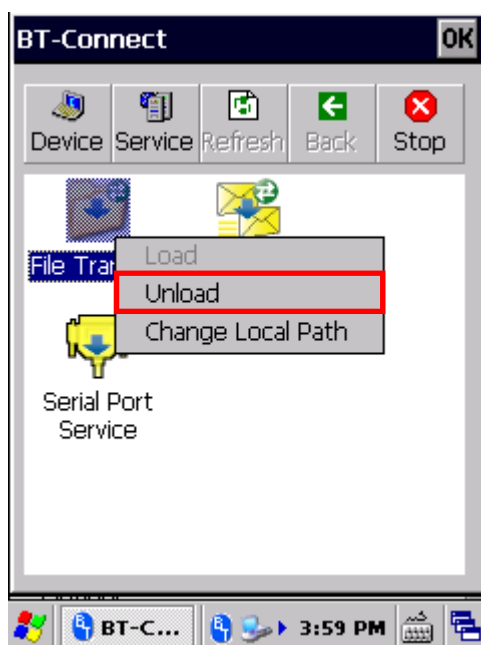 BT-Connect OK
Device Service Refresh Back Stop
File Tra
Load
Unload
Change Local Path
Serial Port
Service
BT-C... 3:59 PM